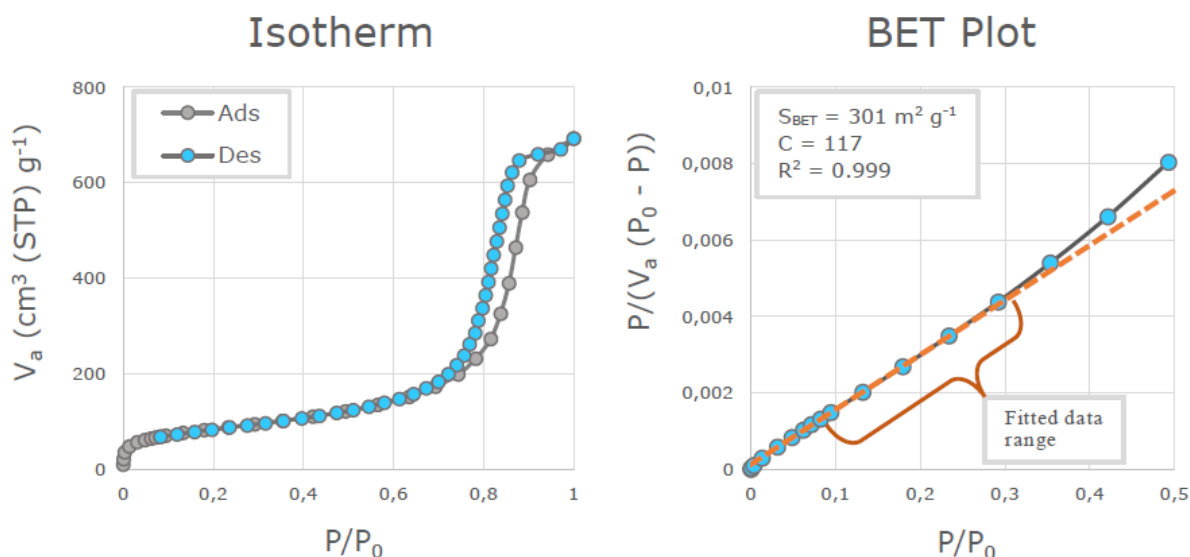 Isotherm
V_a (cm³ (STP) g⁻¹
800
600
400
200
0
Ads
Des
0
0,2
0,4
0,6
0,8
1
P/P₀
BET Plot
P/(V_a (P₀ - P))
0,01
0,008
0,006
0,004
0,002
0
S_BET = 301 m² g⁻¹
C = 117
R² = 0.999
Fitted data
range
0
0,1
0,2
0,3
0,4
0,5
P/P₀